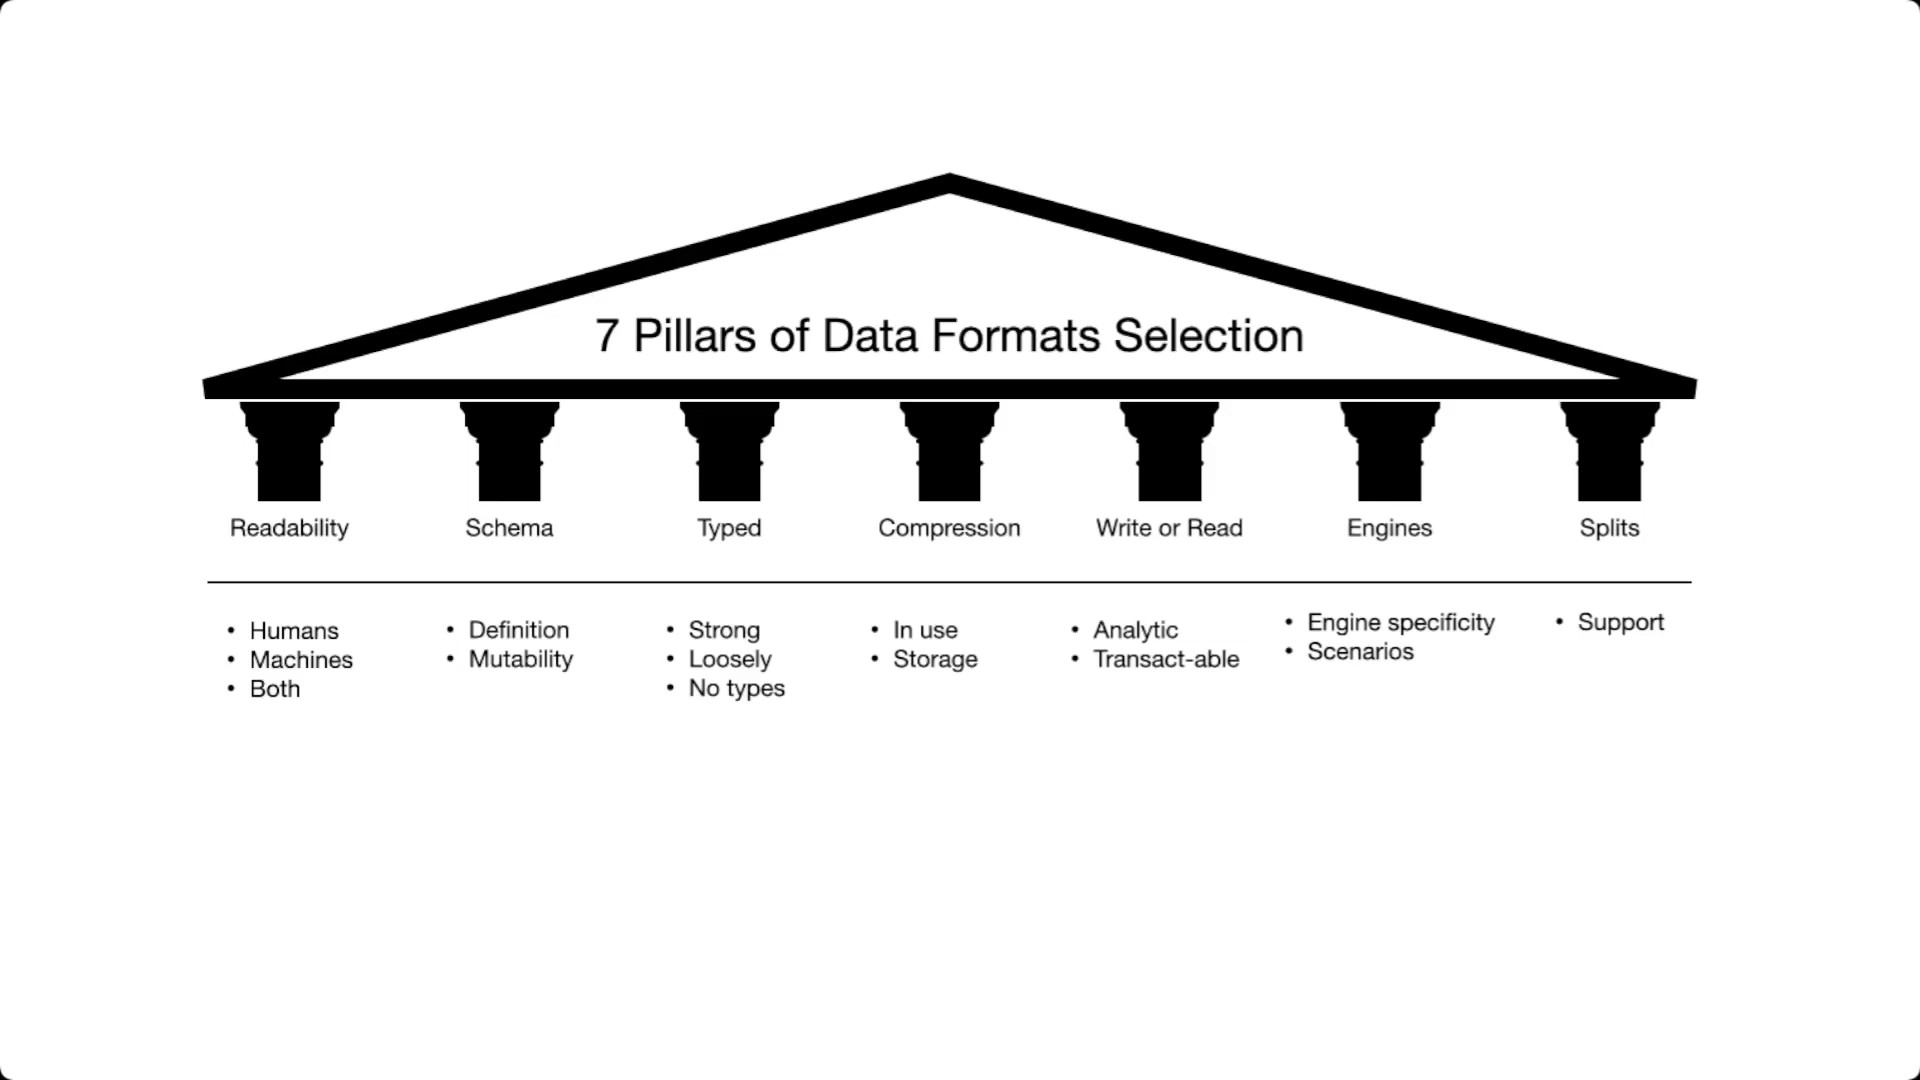 7 Pillars of Data Formats Selection
Readability
Schema
Typed
Compression
Write or Read
Engines
Splits
• Humans
• Machines
• Both
• Definition
• Mutability
• Strong
• Loosely
• No types
• In use
• Storage
• Analytic
• Transact-able
• Engine specificity
• Scenarios
• Support